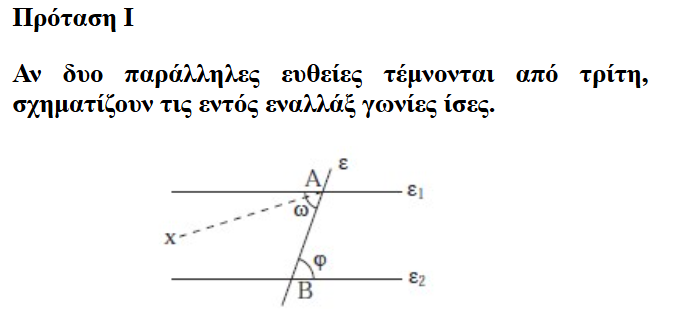 Πρόταση Ι
Αν δυο παράλληλες ευθείες τέμνονται από τρίτη,
σχηματίζουν τις εντός εναλλάξ γωνίες ίσες.
ε
A
ε₁
ω
x
φ
ε₂
B